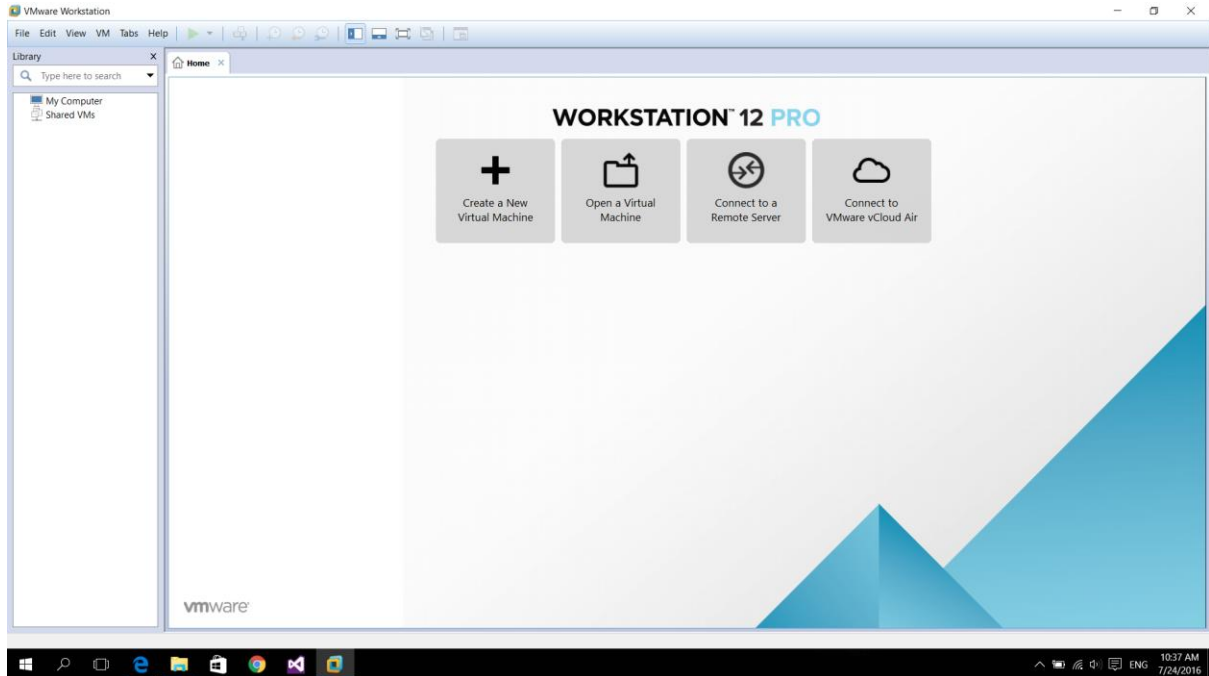 VMware Workstation
File Edit View VM Tabs Help
Library X
Type here to search
My Computer
Shared VMs
Home ×
WORKSTATION™ 12 PRO
Create a New
Virtual Machine
Open a Virtual
Machine
Connect to a
Remote Server
Connect to
VMware vCloud Air
vmware
ENG
10:37 AM
7/24/2016